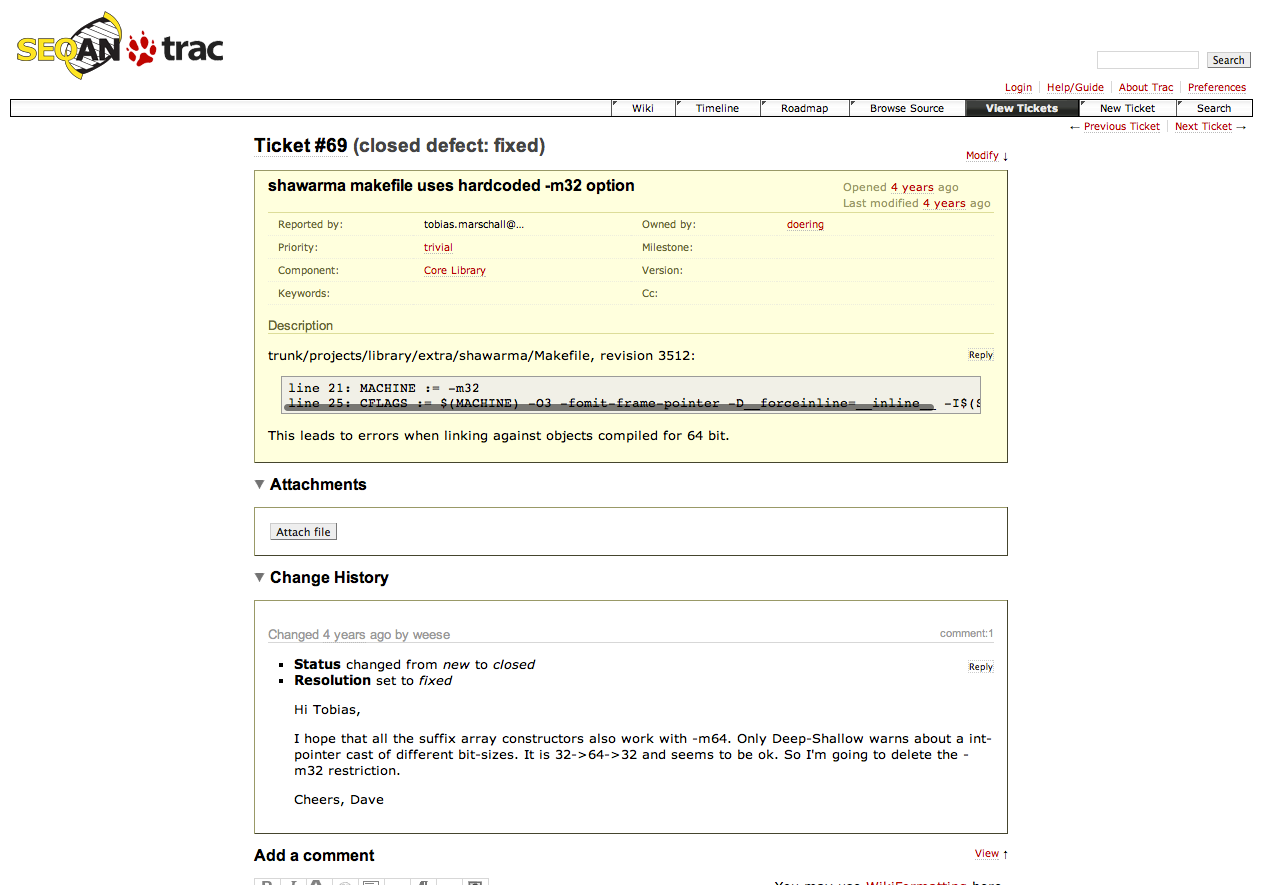 SEQAN trac
Search
Login Help/Guide About Trac Preferences
Wiki Timeline Roadmap Browse Source View Tickets New Ticket Search
← Previous Ticket Next Ticket →
Ticket #69 (closed defect: fixed)
Modify ↓
shawarma makefile uses hardcoded -m32 option
Opened 4 years ago
Last modified 4 years ago
Reported by: tobias.marschall@... Owned by: doering
Priority: trivial Milestone:
Component: Core Library Version:
Keywords: Cc:
Description
trunk/projects/library/extra/shawarma/Makefile, revision 3512:
Reply
line 21: MACHINE := -m32
line 25: CFLAGS := $(MACHINE) -O3 -fomit-frame-pointer -D__forceinline=__inline__ -I$(S
This leads to errors when linking against objects compiled for 64 bit.
▼ Attachments
Attach file
▼ Change History
Changed 4 years ago by weese comment:1
▪ Status changed from new to closed
Reply
▪ Resolution set to fixed
Hi Tobias,
I hope that all the suffix array constructors also work with -m64. Only Deep-Shallow warns about a int-
pointer cast of different bit-sizes. It is 32->64->32 and seems to be ok. So I'm going to delete the -
m32 restriction.
Cheers, Dave
Add a comment
View ↑
You may use WikiFormatting here.